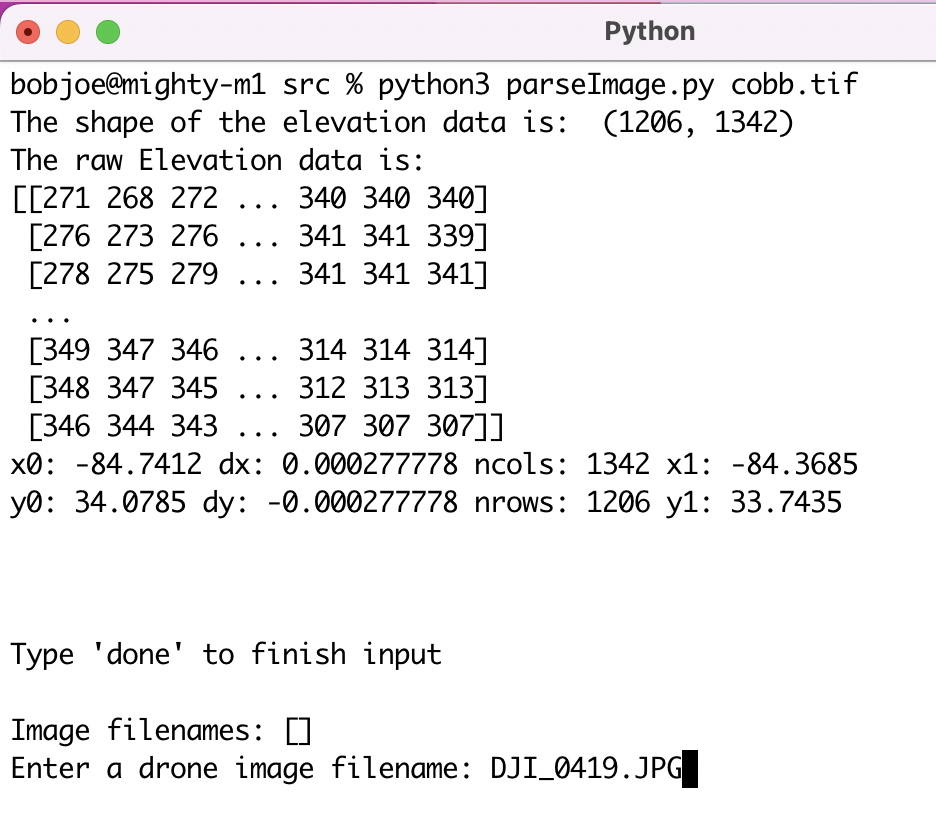 Python
bobjoe@mighty-m1 src % python3 parseImage.py cobb.tif
The shape of the elevation data is:  (1206, 1342)
The raw Elevation data is:
[[271 268 272 ... 340 340 340]
 [276 273 276 ... 341 341 339]
 [278 275 279 ... 341 341 341]
 ...
 [349 347 346 ... 314 314 314]
 [348 347 345 ... 312 313 313]
 [346 344 343 ... 307 307 307]]
x0: -84.7412 dx: 0.000277778 ncols: 1342 x1: -84.3685
y0: 34.0785 dy: -0.000277778 nrows: 1206 y1: 33.7435
Type 'done' to finish input
Image filenames: []
Enter a drone image filename: DJI_0419.JPG